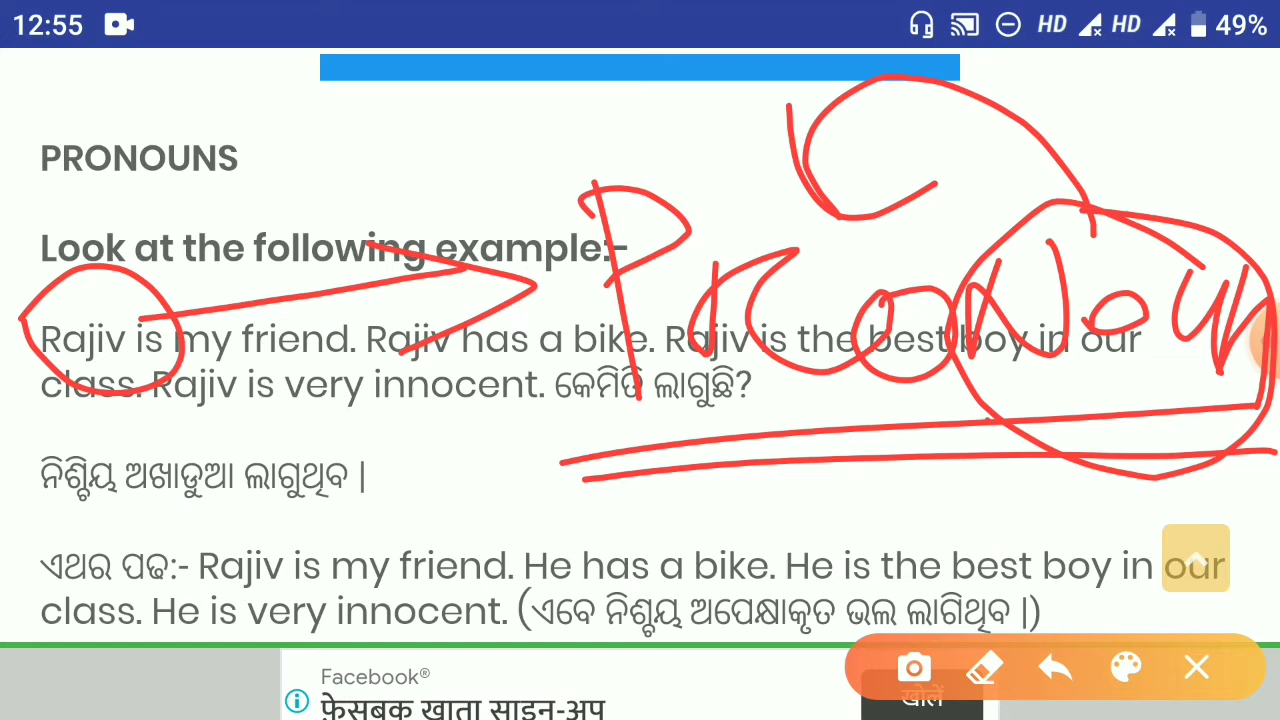 12:55 HD HD 49%
PRONOUNS
Look at the following example:-
Pronoun
Rajiv is my friend. Rajiv has a bike. Rajiv is the best boy in our
class. Rajiv is very innocent. କେମିତି ଲାଗୁଛି?
ନିଶ୍ଚିୟ ଅଖାଡୁଆ ଲାଗୁଥିବ |
ଏଥର ପଢ:- Rajiv is my friend. He has a bike. He is the best boy in our
class. He is very innocent. (ଏବେ ନିଶ୍ଚୟ ଅପେକ୍ଷାକୃତ ଭଲ ଲାଗିଥିବ |)
Facebook®
फ़ेसबुक खाता साइन-अप
खोलें